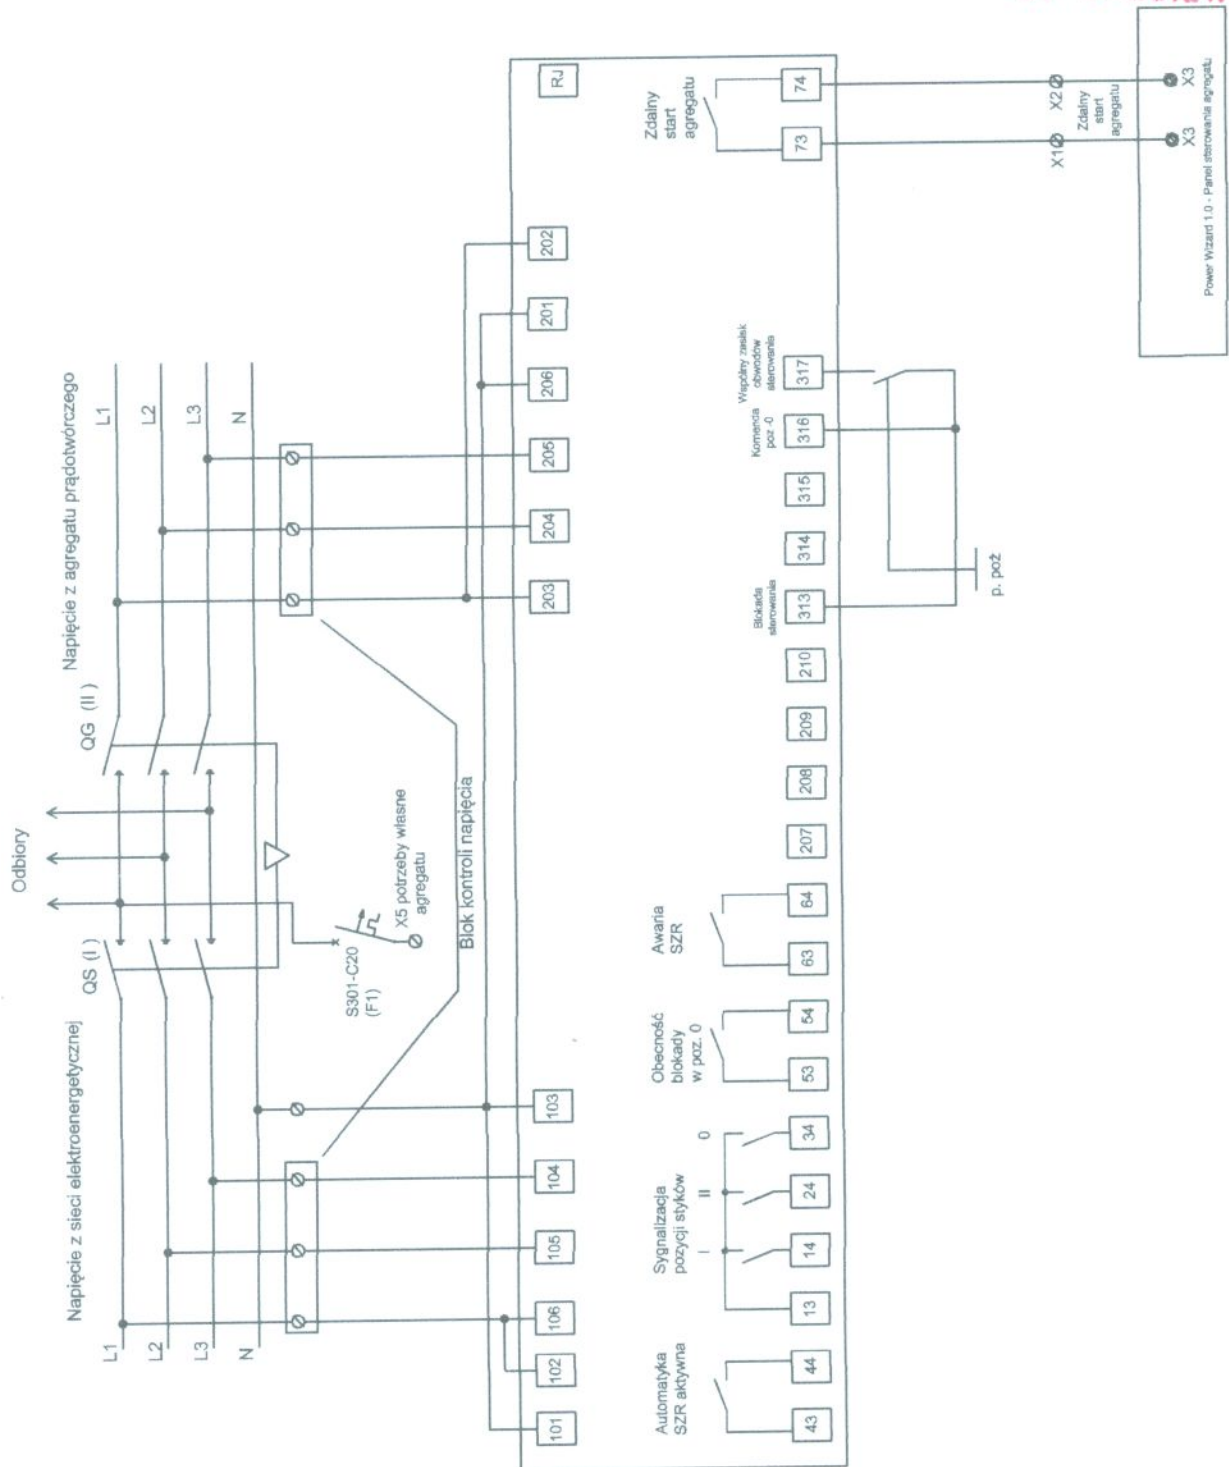 Odbiory
Napięcie z sieci elektroenergetycznej
QS ( I )
QG (II )
Napięcie z agregatu prądotwórczego
L1
L2
L3
N
L1
L2
L3
N
S301-C20
(F1)
X5 potrzeby własne
agregatu
Blok kontroli napięcia
101
102
106
105
104
103
203
204
205
206
201
202
RJ
Automatyka
SZR aktywna
Sygnalizacja
pozycji styków
I
II
0
Obecność
blokady
w poz. 0
Awaria
SZR
Blokada
sterowania
Komenda
poz -0
Wspólny zasisk
obwodów
sterowania
Zdalny
start
agregatu
43
44
13
14
24
34
53
54
63
64
207
208
209
210
313
314
315
316
317
73
74
p. poż
X1
X2
Zdalny
start
agregatu
X3
X3
Power Wizard 1.0 - Panel sterowania agregatu